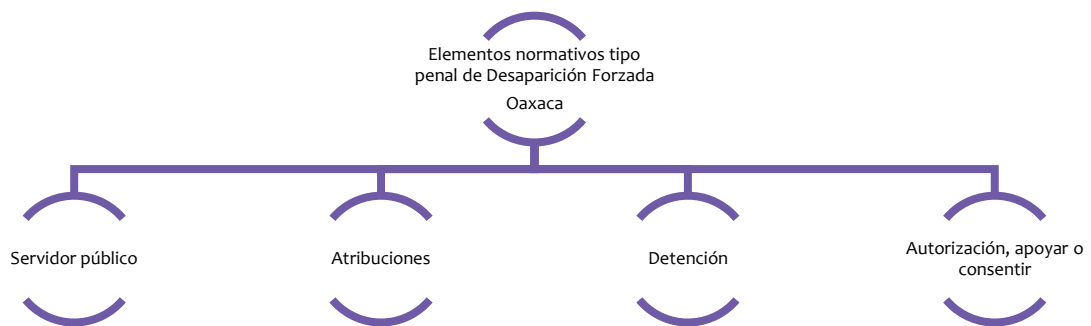 Elementos normativos tipo
penal de Desaparición Forzada
Oaxaca
Servidor público
Atribuciones
Detención
Autorización, apoyar o
consentir